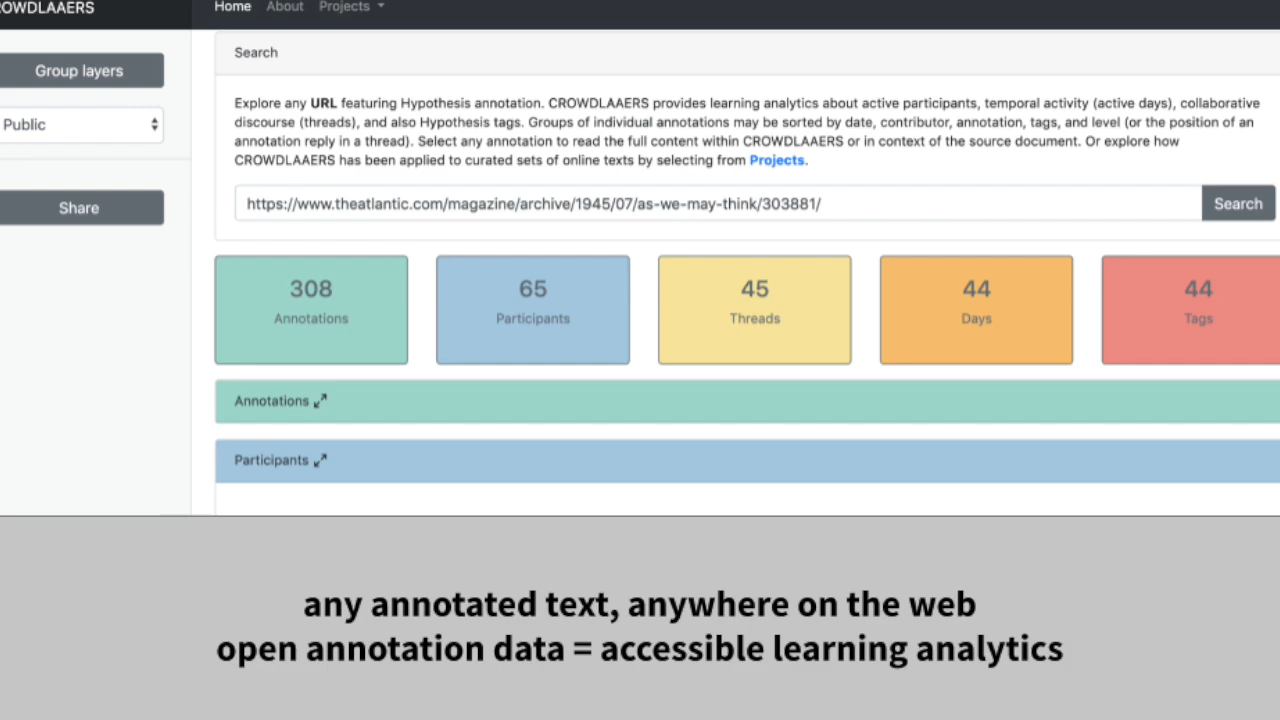 ROWDLAAERS
Home About Projects
Group layers
Public
Share
Search
Explore any URL featuring Hypothesis annotation. CROWDLAAERS provides learning analytics about active participants, temporal activity (active days), collaborative
discourse (threads), and also Hypothesis tags. Groups of individual annotations may be sorted by date, contributor, annotation, tags, and level (or the position of an
annotation reply in a thread). Select any annotation to read the full content within CROWDLAAERS or in context of the source document. Or explore how
CROWDLAAERS has been applied to curated sets of online texts by selecting from Projects.
https://www.theatlantic.com/magazine/archive/1945/07/as-we-may-think/303881/ Search
308 65 45 44 44
Annotations Participants Threads Days Tags
Annotations
Participants
any annotated text, anywhere on the web
open annotation data = accessible learning analytics